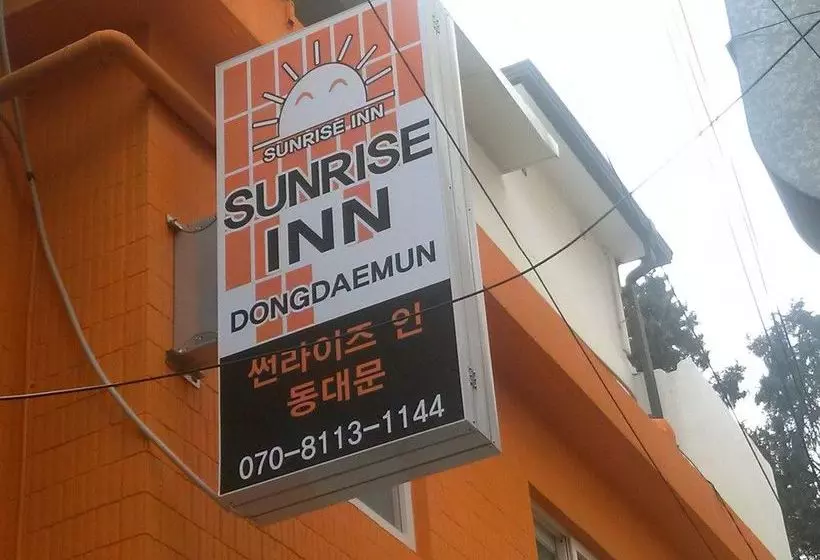 SUNRISE INN
SUNRISE
INN
DONGDAEMUN
썬라이즈 인
동대문
070-8113-1144